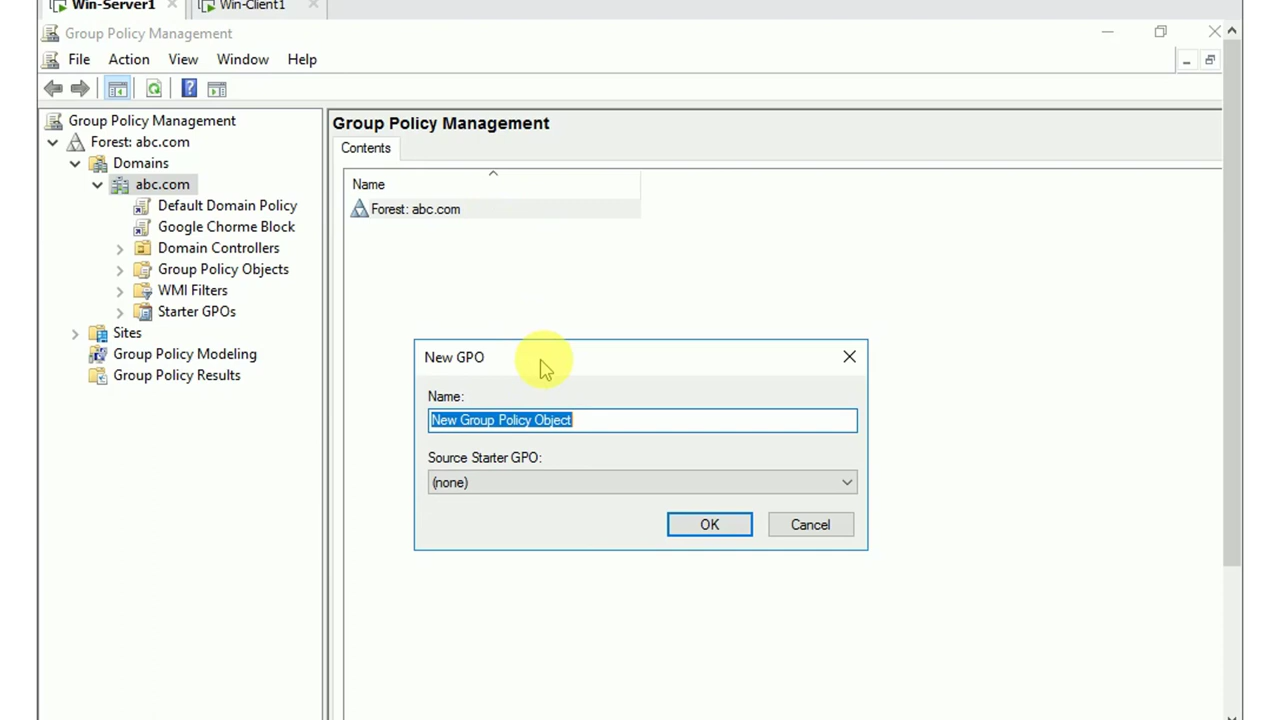 Win-Server1
Win-Client1
Group Policy Management
File Action View Window Help
Group Policy Management
Forest: abc.com
Domains
abc.com
Default Domain Policy
Google Chorme Block
Domain Controllers
Group Policy Objects
WMI Filters
Starter GPOs
Sites
Group Policy Modeling
Group Policy Results
Group Policy Management
Contents
Name
Forest: abc.com
New GPO
Name:
New Group Policy Object
Source Starter GPO:
(none)
OK Cancel